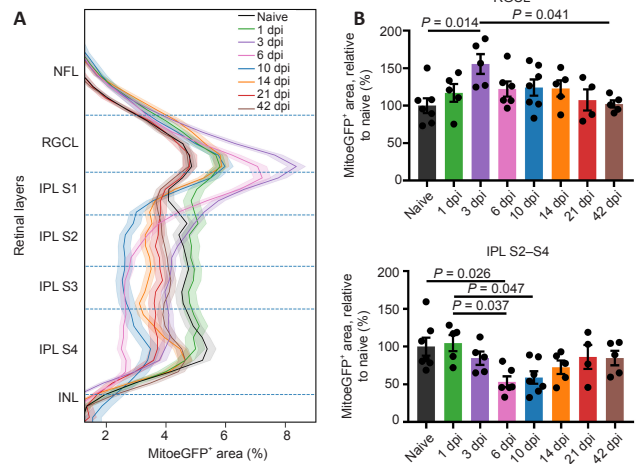 A
Naive
1 dpi
3 dpi
6 dpi
10 dpi
14 dpi
21 dpi
42 dpi
Retinal layers
NFL
RGCL
IPL S1
IPL S2
IPL S3
IPL S4
INL
2 4 6 8
MitoeGFP⁺ area (%)
B
P = 0.014
P = 0.041
MitoeGFP⁺ area, relative
to naive (%)
200
150
100
50
0
Naive 1 dpi 3 dpi 6 dpi 10 dpi 14 dpi 21 dpi 42 dpi
IPL S2–S4
P = 0.026
P = 0.047
P = 0.037
MitoeGFP⁺ area, relative
to naive (%)
200
150
100
50
0
Naive 1 dpi 3 dpi 6 dpi 10 dpi 14 dpi 21 dpi 42 dpi